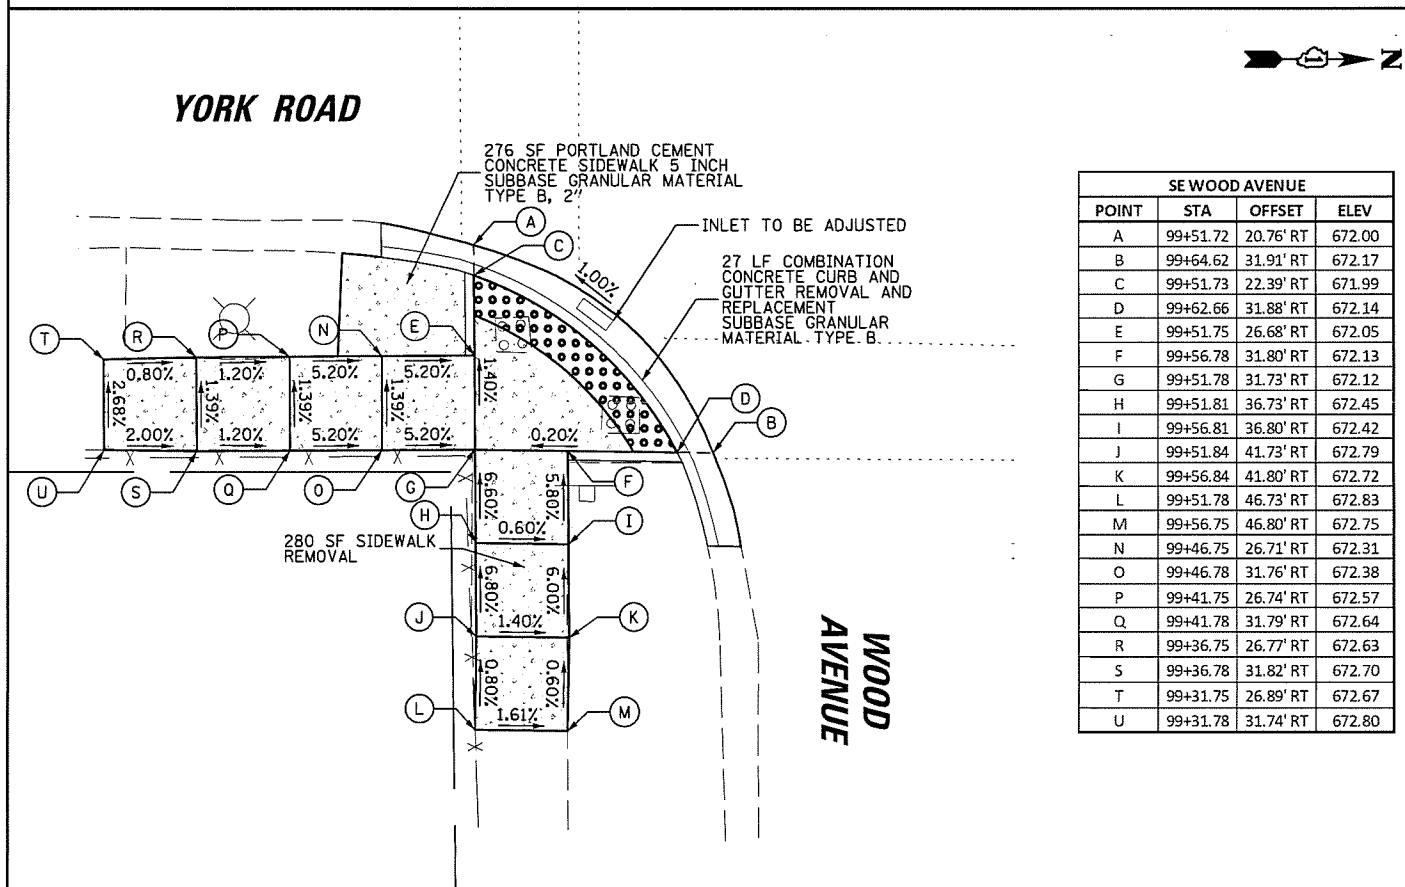 N
YORK ROAD
276 SF PORTLAND CEMENT
CONCRETE SIDEWALK 5 INCH
SUBBASE GRANULAR MATERIAL
TYPE B, 2"
A
C
INLET TO BE ADJUSTED
27 LF COMBINATION
CONCRETE CURB AND
GUTTER REMOVAL AND
REPLACEMENT
SUBBASE GRANULAR
MATERIAL TYPE B
1.00%
T
R
P
N
E
0.80%
1.20%
5.20%
5.20%
1.40%
2.68%
1.39%
1.39%
1.39%
2.00%
1.20%
5.20%
5.20%
0.20%
D
B
U
S
Q
O
G
F
6.60%
5.80%
H
I
0.60%
280 SF SIDEWALK
REMOVAL
6.80%
6.00%
J
K
1.40%
0.80%
0.60%
L
M
1.61%
WOOD
AVENUE
SE WOOD AVENUE
POINT STA OFFSET ELEV
A 99+51.72 20.76' RT 672.00
B 99+64.62 31.91' RT 672.17
C 99+51.73 22.39' RT 671.99
D 99+62.66 31.88' RT 672.14
E 99+51.75 26.68' RT 672.05
F 99+56.78 31.80' RT 672.13
G 99+51.78 31.73' RT 672.12
H 99+51.81 36.73' RT 672.45
I 99+56.81 36.80' RT 672.42
J 99+51.84 41.73' RT 672.79
K 99+56.84 41.80' RT 672.72
L 99+51.78 46.73' RT 672.83
M 99+56.75 46.80' RT 672.75
N 99+46.75 26.71' RT 672.31
O 99+46.78 31.76' RT 672.38
P 99+41.75 26.74' RT 672.57
Q 99+41.78 31.79' RT 672.64
R 99+36.75 26.77' RT 672.63
S 99+36.78 31.82' RT 672.70
T 99+31.75 26.89' RT 672.67
U 99+31.78 31.74' RT 672.80